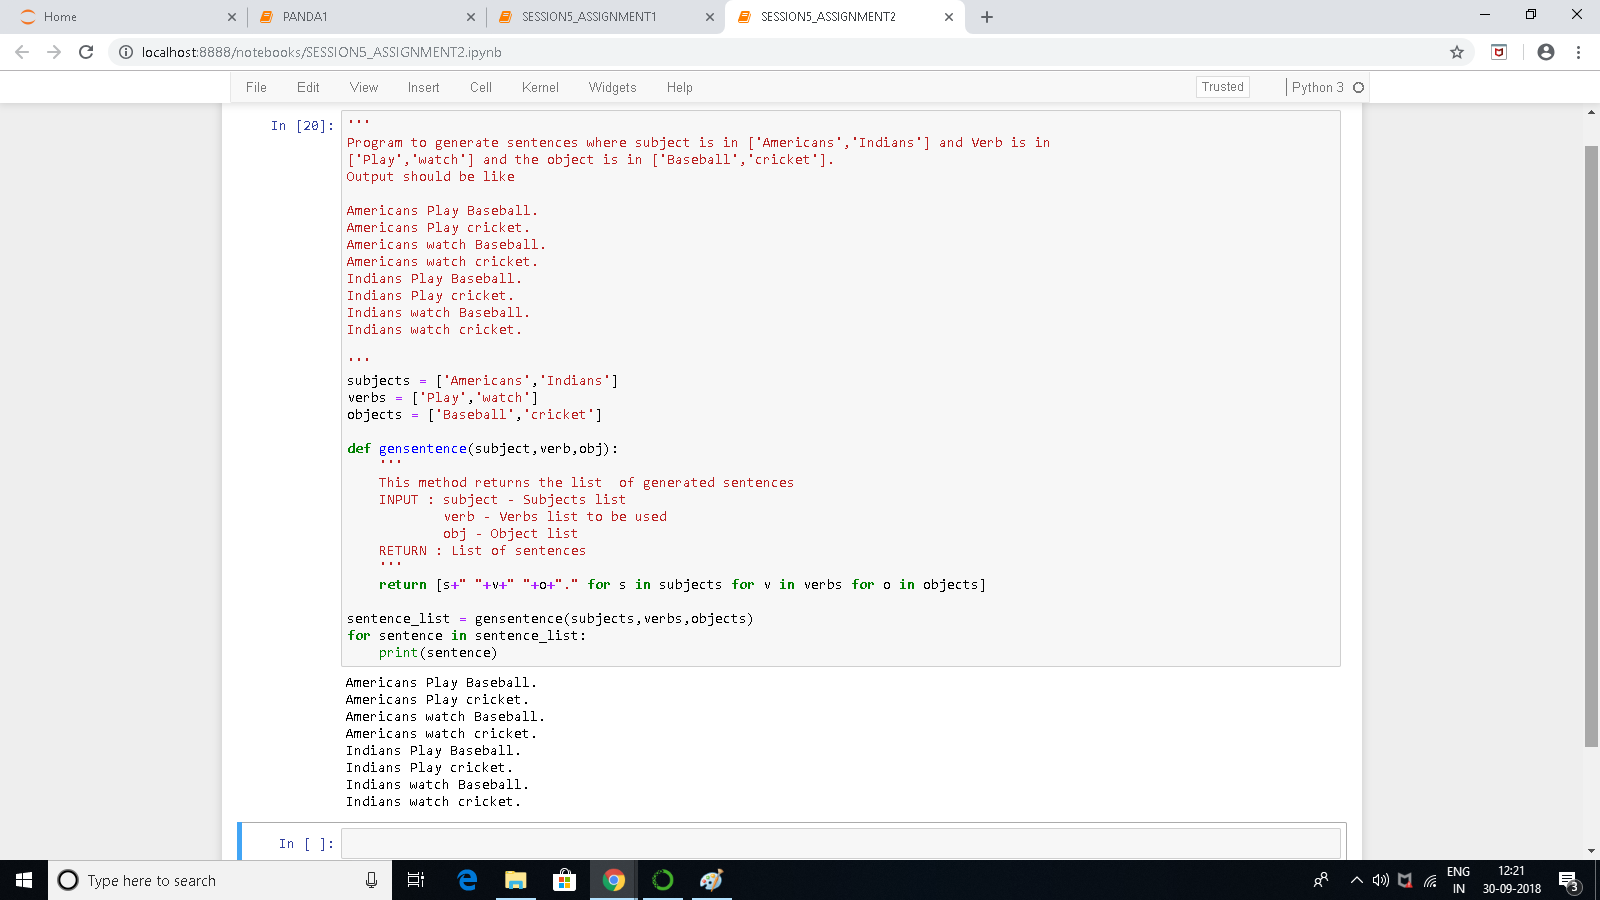 Home
PANDA1
SESSION5_ASSIGNMENT1
SESSION5_ASSIGNMENT2
localhost:8888/notebooks/SESSION5_ASSIGNMENT2.ipynb
File Edit View Insert Cell Kernel Widgets Help
Trusted
Python 3
In [20]:
'''
Program to generate sentences where subject is in ['Americans','Indians'] and Verb is in
['Play','watch'] and the object is in ['Baseball','cricket'].
Output should be like

Americans Play Baseball.
Americans Play cricket.
Americans watch Baseball.
Americans watch cricket.
Indians Play Baseball.
Indians Play cricket.
Indians watch Baseball.
Indians watch cricket.

'''
subjects = ['Americans','Indians']
verbs = ['Play','watch']
objects = ['Baseball','cricket']

def gensentence(subject,verb,obj):
    '''
    This method returns the list  of generated sentences
    INPUT : subject - Subjects list
            verb - Verbs list to be used
            obj - Object list
    RETURN : List of sentences
    '''
    return [s+" "+v+" "+o+"." for s in subjects for v in verbs for o in objects]

sentence_list = gensentence(subjects,verbs,objects)
for sentence in sentence_list:
    print(sentence)
Americans Play Baseball.
Americans Play cricket.
Americans watch Baseball.
Americans watch cricket.
Indians Play Baseball.
Indians Play cricket.
Indians watch Baseball.
Indians watch cricket.
In [ ]:
Type here to search
ENG
IN
12:21
30-09-2018
3